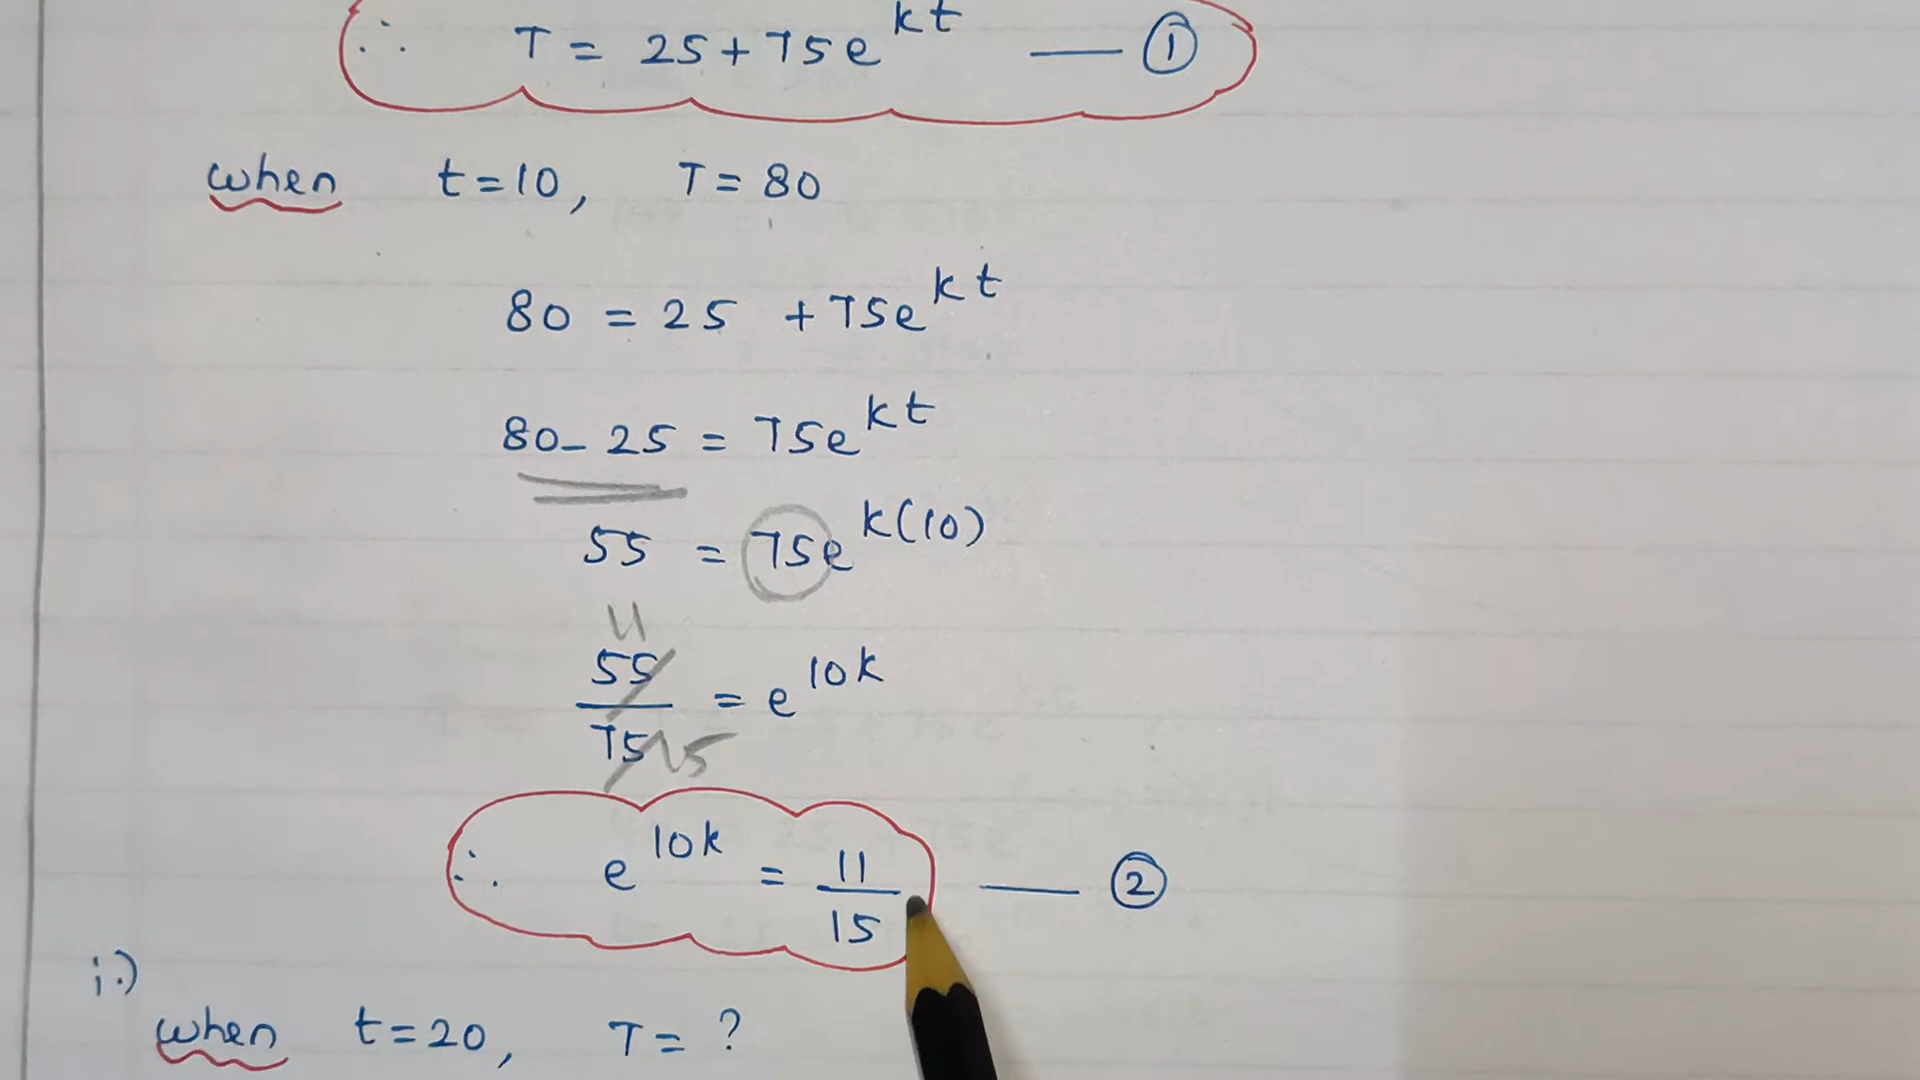 ∴ T = 25 + 75e^{kt} — ①
when t = 10, T = 80
80 = 25 + 75e^{kt}
80 - 25 = 75e^{kt}
55 = 75e^{k(10)}
11
55/75 = e^{10k}
15
∴ e^{10k} = 11/15 — ②
i.)
when t = 20, T = ?